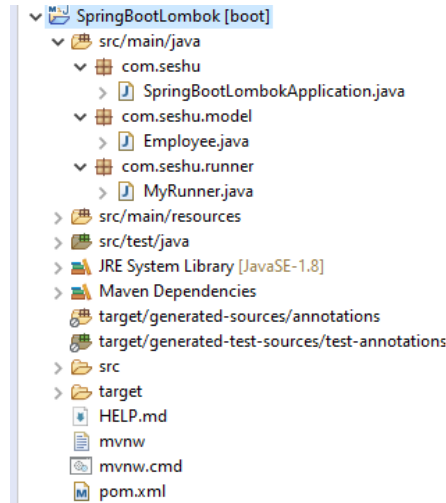 SpringBootLombok [boot]
src/main/java
com.seshu
SpringBootLombokApplication.java
com.seshu.model
Employee.java
com.seshu.runner
MyRunner.java
src/main/resources
src/test/java
JRE System Library [JavaSE-1.8]
Maven Dependencies
target/generated-sources/annotations
target/generated-test-sources/test-annotations
src
target
HELP.md
mvnw
mvnw.cmd
pom.xml